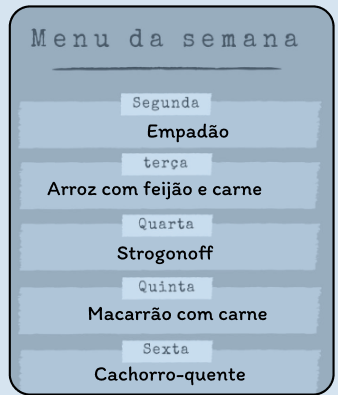 Menu da semana
Segunda
Empadão
terça
Arroz com feijão e carne
Quarta
Strogonoff
Quinta
Macarrão com carne
Sexta
Cachorro-quente